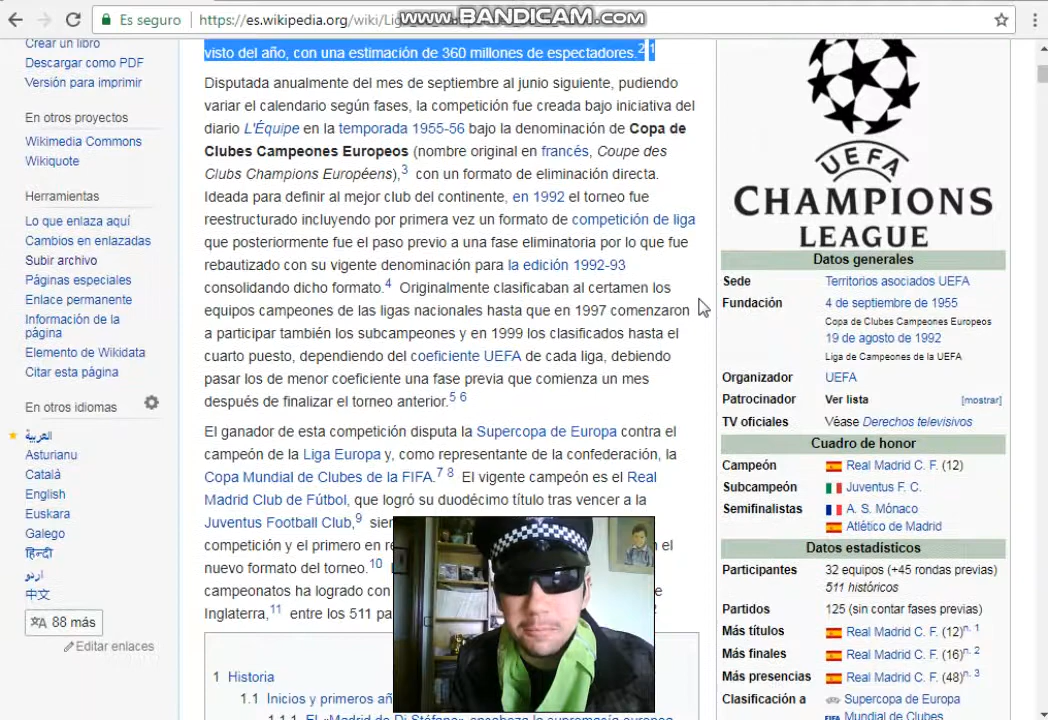 Es seguro
https://es.wikipedia.org/wiki/Lig
www.BANDICAM.com
Crear un libro
Descargar como PDF
Versión para imprimir
En otros proyectos
Wikimedia Commons
Wikiquote
Herramientas
Lo que enlaza aquí
Cambios en enlazadas
Subir archivo
Páginas especiales
Enlace permanente
Información de la
página
Elemento de Wikidata
Citar esta página
En otros idiomas
العربية
Asturianu
Català
English
Euskara
Galego
हिन्दी
اردو
中文
88 más
Editar enlaces
visto del año, con una estimación de 360 millones de espectadores.2 1
Disputada anualmente del mes de septiembre al junio siguiente, pudiendo
variar el calendario según fases, la competición fue creada bajo iniciativa del
diario L'Équipe en la temporada 1955-56 bajo la denominación de Copa de
Clubes Campeones Europeos (nombre original en francés, Coupe des
Clubs Champions Européens),3 con un formato de eliminación directa.
Ideada para definir al mejor club del continente, en 1992 el torneo fue
reestructurado incluyendo por primera vez un formato de competición de liga
que posteriormente fue el paso previo a una fase eliminatoria por lo que fue
rebautizado con su vigente denominación para la edición 1992-93
consolidando dicho formato.4 Originalmente clasificaban al certamen los
equipos campeones de las ligas nacionales hasta que en 1997 comenzaron
a participar también los subcampeones y en 1999 los clasificados hasta el
cuarto puesto, dependiendo del coeficiente UEFA de cada liga, debiendo
pasar los de menor coeficiente una fase previa que comienza un mes
después de finalizar el torneo anterior.5 6
El ganador de esta competición disputa la Supercopa de Europa contra el
campeón de la Liga Europa y, como representante de la confederación, la
Copa Mundial de Clubes de la FIFA.7 8 El vigente campeón es el Real
Madrid Club de Fútbol, que logró su duodécimo título tras vencer a la
Juventus Football Club,9 sien
competición y el primero en re el
nuevo formato del torneo.10
campeonatos ha logrado con e
Inglaterra,11 entre los 511 pa
1 Historia
1.1 Inicios y primeros añ
1.1.1 El «Madrid de Di Stéfano» encabeza la supremacía europea
UEFA
CHAMPIONS
LEAGUE
Datos generales
Sede Territorios asociados UEFA
Fundación 4 de septiembre de 1955
Copa de Clubes Campeones Europeos
19 de agosto de 1992
Liga de Campeones de la UEFA
Organizador UEFA
Patrocinador Ver lista [mostrar]
TV oficiales Véase Derechos televisivos
Cuadro de honor
Campeón Real Madrid C. F. (12)
Subcampeón Juventus F. C.
Semifinalistas A. S. Mónaco
Atlético de Madrid
Datos estadísticos
Participantes 32 equipos (+45 rondas previas)
511 históricos
Partidos 125 (sin contar fases previas)
Más títulos Real Madrid C. F. (12)n. 1
Más finales Real Madrid C. F. (16)n. 2
Más presencias Real Madrid C. F. (48)n. 3
Clasificación a Supercopa de Europa
FIFA Mundial de Clubes